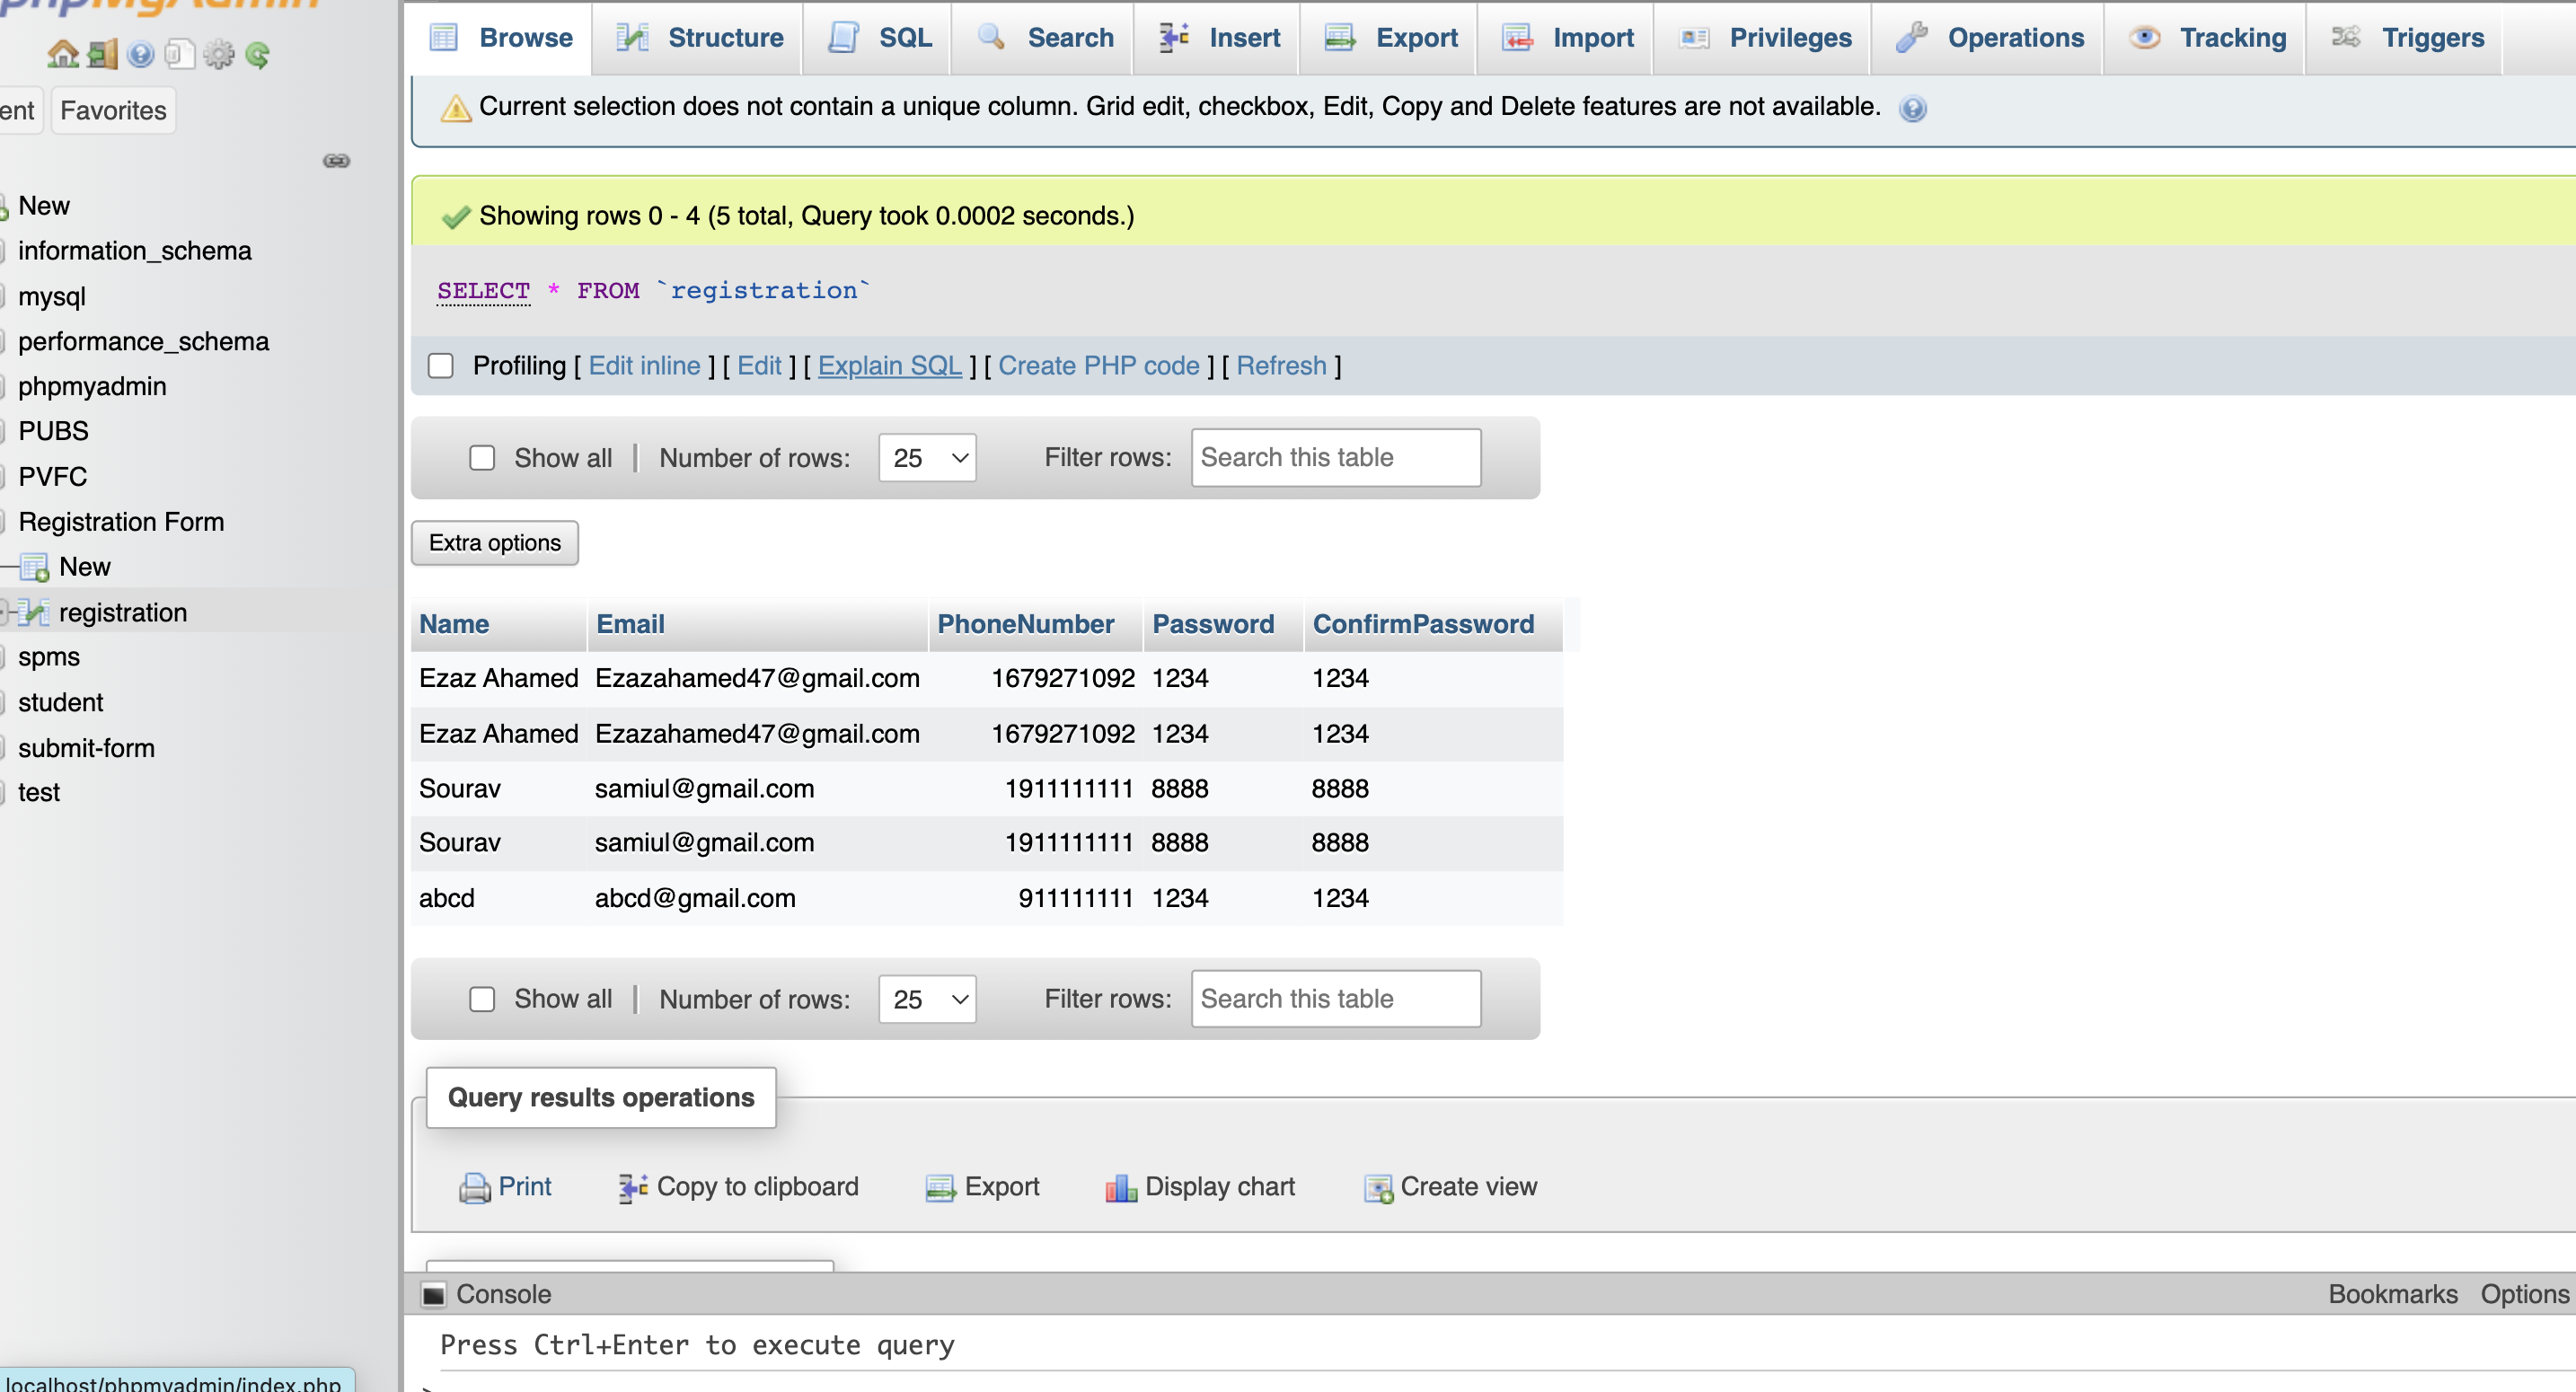 phpMyAdmin
ent Favorites
New
information_schema
mysql
performance_schema
phpmyadmin
PUBS
PVFC
Registration Form
New
registration
spms
student
submit-form
test
localhost/phpmyadmin/index.php
Browse Structure SQL Search Insert Export Import Privileges Operations Tracking Triggers
Current selection does not contain a unique column. Grid edit, checkbox, Edit, Copy and Delete features are not available.
Showing rows 0 - 4 (5 total, Query took 0.0002 seconds.)
SELECT * FROM `registration`
Profiling [ Edit inline ] [ Edit ] [ Explain SQL ] [ Create PHP code ] [ Refresh ]
Show all | Number of rows: 25 Filter rows: Search this table
Extra options
Name Email PhoneNumber Password ConfirmPassword
Ezaz Ahamed Ezazahamed47@gmail.com 1679271092 1234 1234
Ezaz Ahamed Ezazahamed47@gmail.com 1679271092 1234 1234
Sourav samiul@gmail.com 1911111111 8888 8888
Sourav samiul@gmail.com 1911111111 8888 8888
abcd abcd@gmail.com 911111111 1234 1234
Show all | Number of rows: 25 Filter rows: Search this table
Query results operations
Print Copy to clipboard Export Display chart Create view
Console Bookmarks Options
Press Ctrl+Enter to execute query